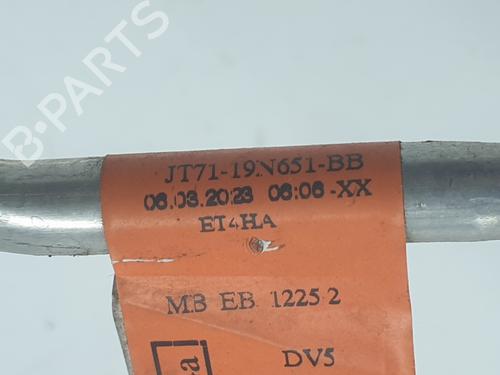 B-PARTS
JT71-19N651-BB
06.03.2023 06:06 -XX
ET4HA
MB EB 1225 2
DV5